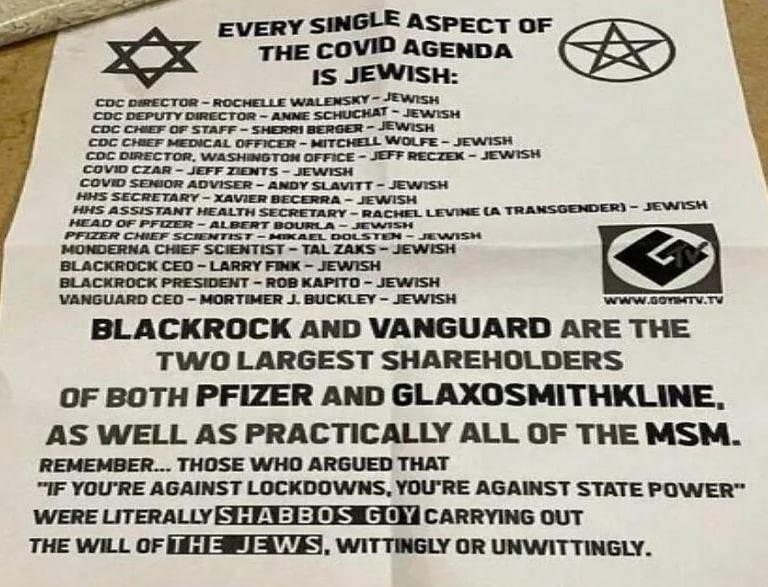 EVERY SINGLE ASPECT OF
THE COVID AGENDA
IS JEWISH:
CDC DIRECTOR – ROCHELLE WALENSKY – JEWISH
CDC DEPUTY DIRECTOR – ANNE SCHUCHAT – JEWISH
CDC CHIEF OF STAFF – SHERRI BERGER – JEWISH
CDC CHIEF MEDICAL OFFICER – MITCHELL WOLFE – JEWISH
CDC DIRECTOR, WASHINGTON OFFICE – JEFF RECZEK – JEWISH
COVID CZAR – JEFF ZIENTS – JEWISH
COVID SENIOR ADVISER – ANDY SLAVITT – JEWISH
HHS SECRETARY – XAVIER BECERRA – JEWISH
HHS ASSISTANT HEALTH SECRETARY – RACHEL LEVINE (A TRANSGENDER) – JEWISH
HEAD OF PFIZER – ALBERT BOURLA – JEWISH
PFIZER CHIEF SCIENTIST – MIKAEL DOLSTEN – JEWISH
MONDERNA CHIEF SCIENTIST – TAL ZAKS – JEWISH
BLACKROCK CEO – LARRY FINK – JEWISH
BLACKROCK PRESIDENT – ROB KAPITO – JEWISH
VANGUARD CEO – MORTIMER J. BUCKLEY – JEWISH
TV
WWW.GOYIMTV.TV
BLACKROCK AND VANGUARD ARE THE
TWO LARGEST SHAREHOLDERS
OF BOTH PFIZER AND GLAXOSMITHKLINE,
AS WELL AS PRACTICALLY ALL OF THE MSM.
REMEMBER... THOSE WHO ARGUED THAT
"IF YOU'RE AGAINST LOCKDOWNS, YOU'RE AGAINST STATE POWER"
WERE LITERALLY SHABBOS GOY CARRYING OUT
THE WILL OF THE JEWS, WITTINGLY OR UNWITTINGLY.